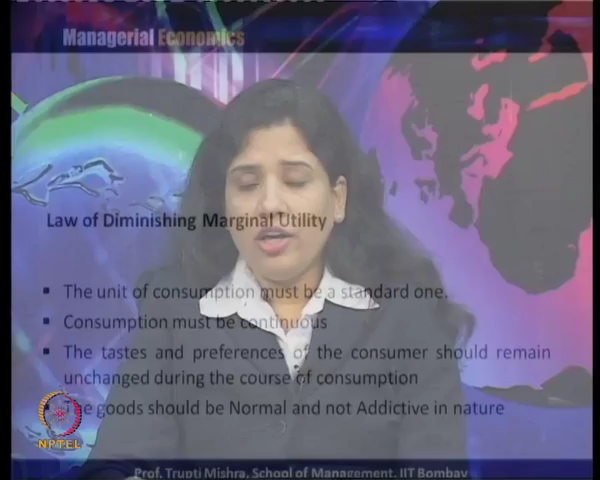 Managerial Economics
Law of Diminishing Marginal Utility
▪ The unit of consumption must be a standard one.
▪ Consumption must be continuous
▪ The tastes and preferences of the consumer should remain
unchanged during the course of consumption
▪ goods should be Normal and not Addictive in nature
NPTEL
Prof. Trupti Mishra, School of Management, IIT Bombay